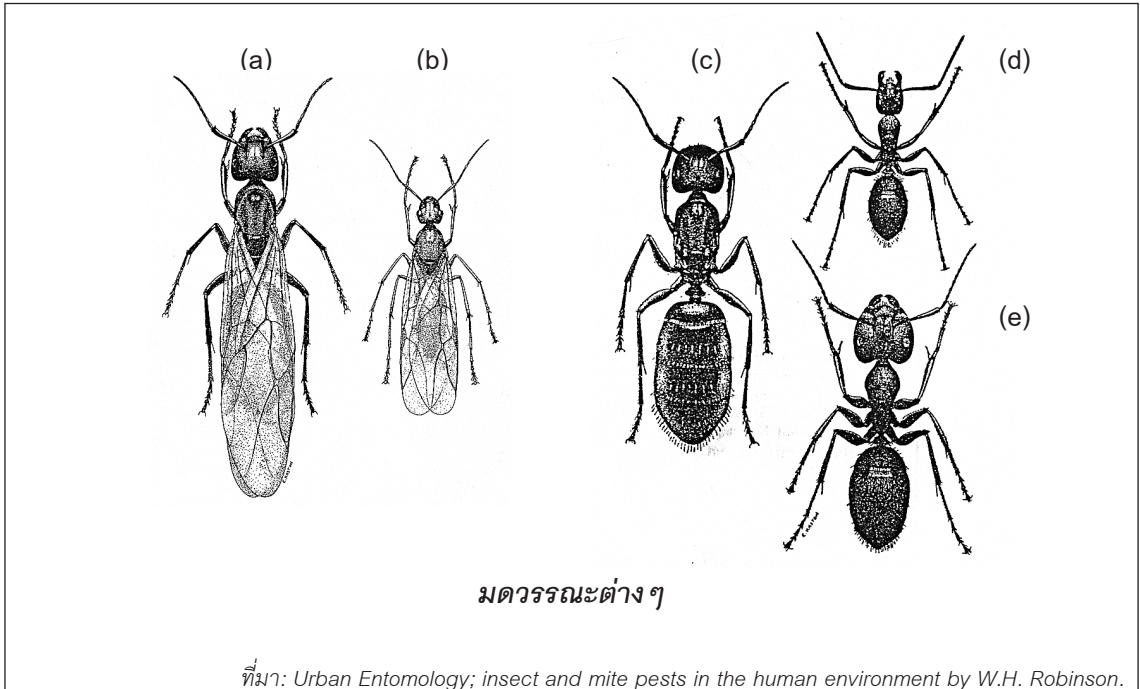 (a)
(b)
(c)
(d)
(e)
มดวรรณะต่างๆ
ที่มา: Urban Entomology; insect and mite pests in the human environment by W.H. Robinson.